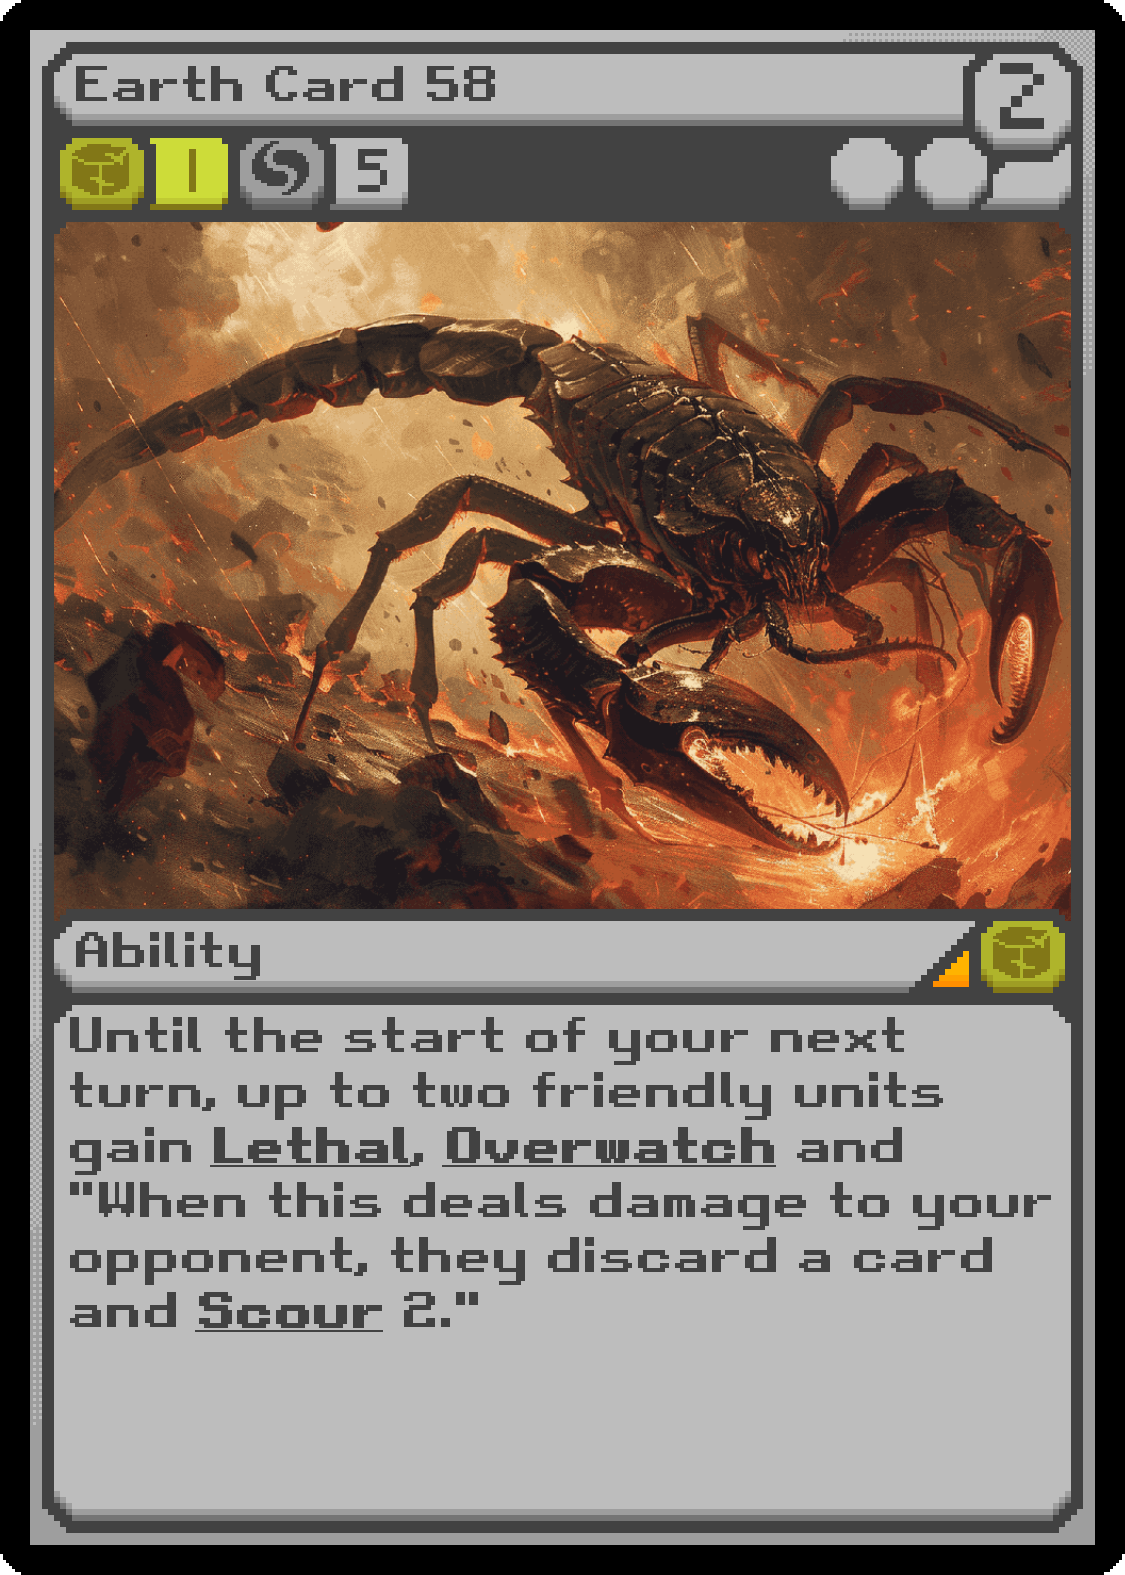 Earth Card 58
2
1 5
Ability
Until the start of your next
turn, up to two friendly units
gain Lethal, Overwatch and
"When this deals damage to your
opponent, they discard a card
and Scour 2."